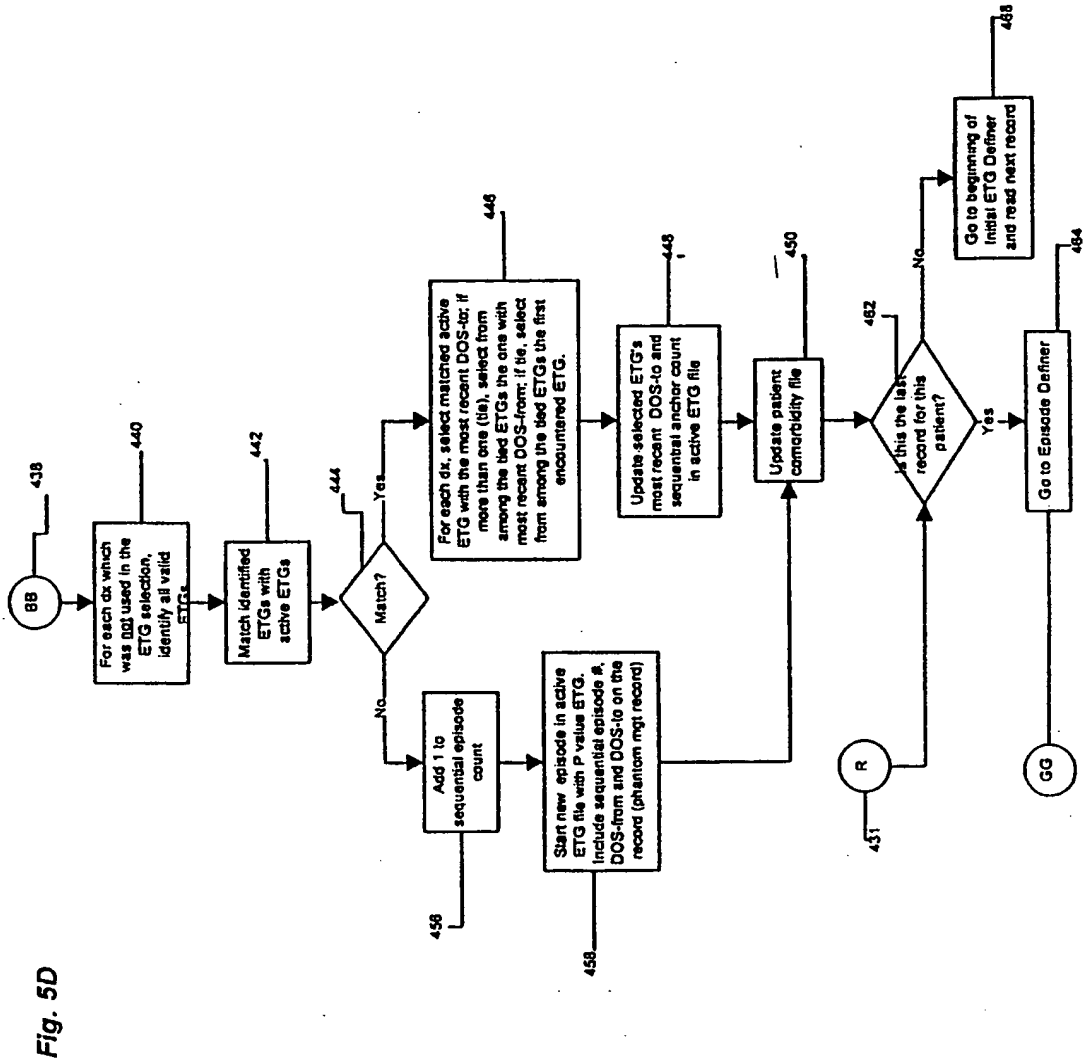 Fig. 5D
BB
438
For each dx which
was not used in the
ETG selection,
identify all valid
ETGs
440
Match identified
ETGs with
active ETGs
442
444
Match?
Yes
No
For each dx, select matched active
ETG with the most recent DOS-to; if
more than one (tie), select from
among the tied ETGs the one with
most recent DOS-from; if tie, select
from among the tied ETGs the first
encountered ETG.
446
Update selected ETG's
most recent DOS-to and
sequential anchor count
in active ETG file
448
Update patient
comorbidity file
450
Add 1 to
sequential episode
count
456
Start new episode in active
ETG file with P value ETG.
Include sequential episode #,
DOS-from and DOS-to on the
record (phantom mgt record)
458
R
431
462
Is this the last
record for this
patient?
No
Yes
Go to beginning of
Initial ETG Definer
and read next record
468
Go to Episode Definer
464
GG